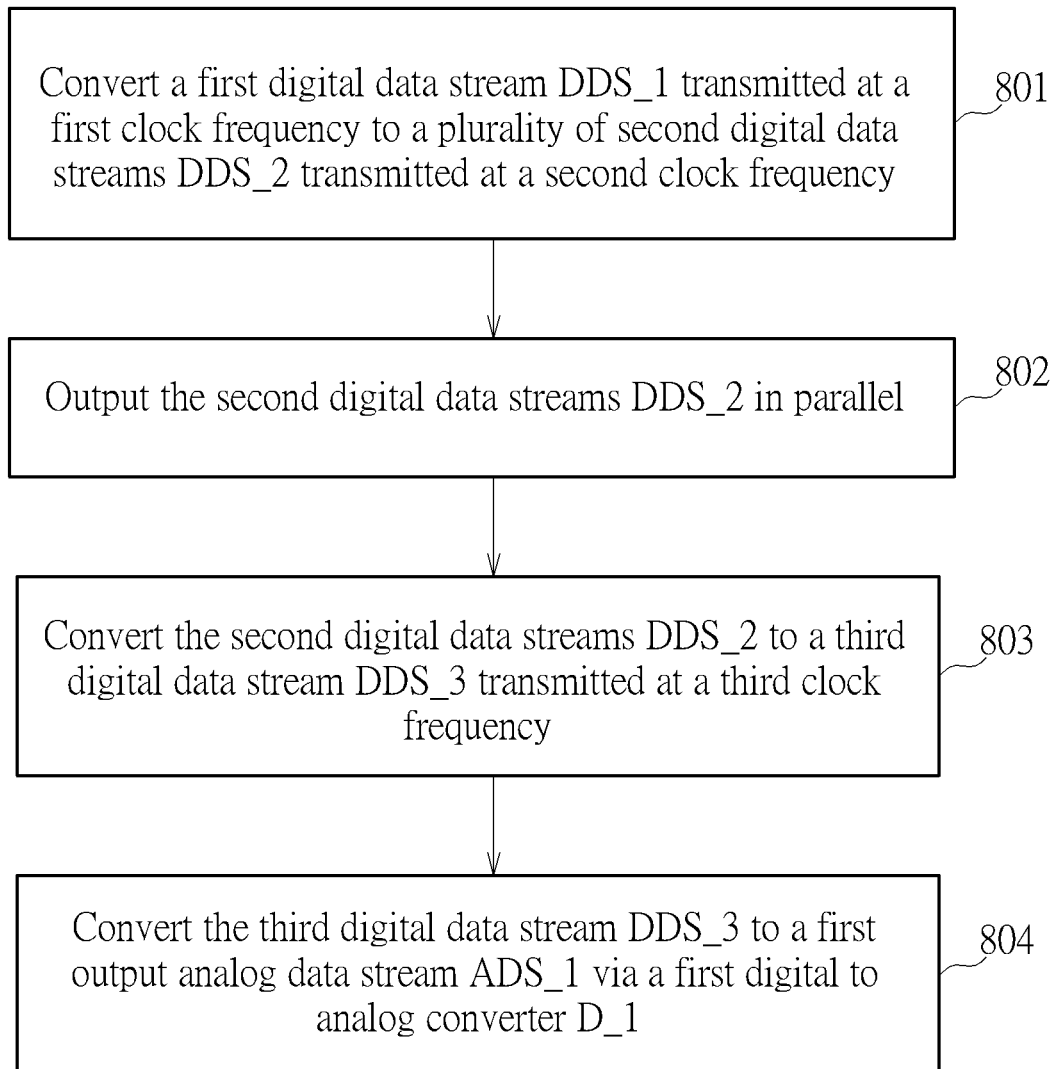 Convert a first digital data stream DDS_1 transmitted at a
first clock frequency to a plurality of second digital data
streams DDS_2 transmitted at a second clock frequency
801
Output the second digital data streams DDS_2 in parallel
802
Convert the second digital data streams DDS_2 to a third
digital data stream DDS_3 transmitted at a third clock
frequency
803
Convert the third digital data stream DDS_3 to a first
output analog data stream ADS_1 via a first digital to
analog converter D_1
804